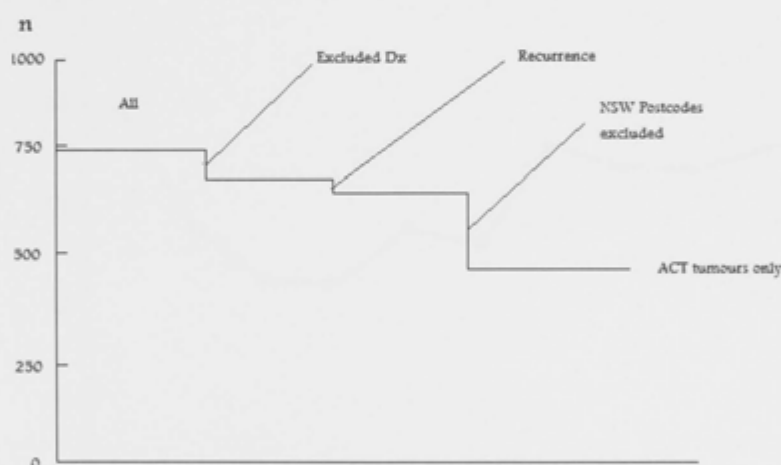 n
1000
Excluded Dx
Recurrence
All
NSW Postcodes
excluded
750
500
ACT tumours only
250
0